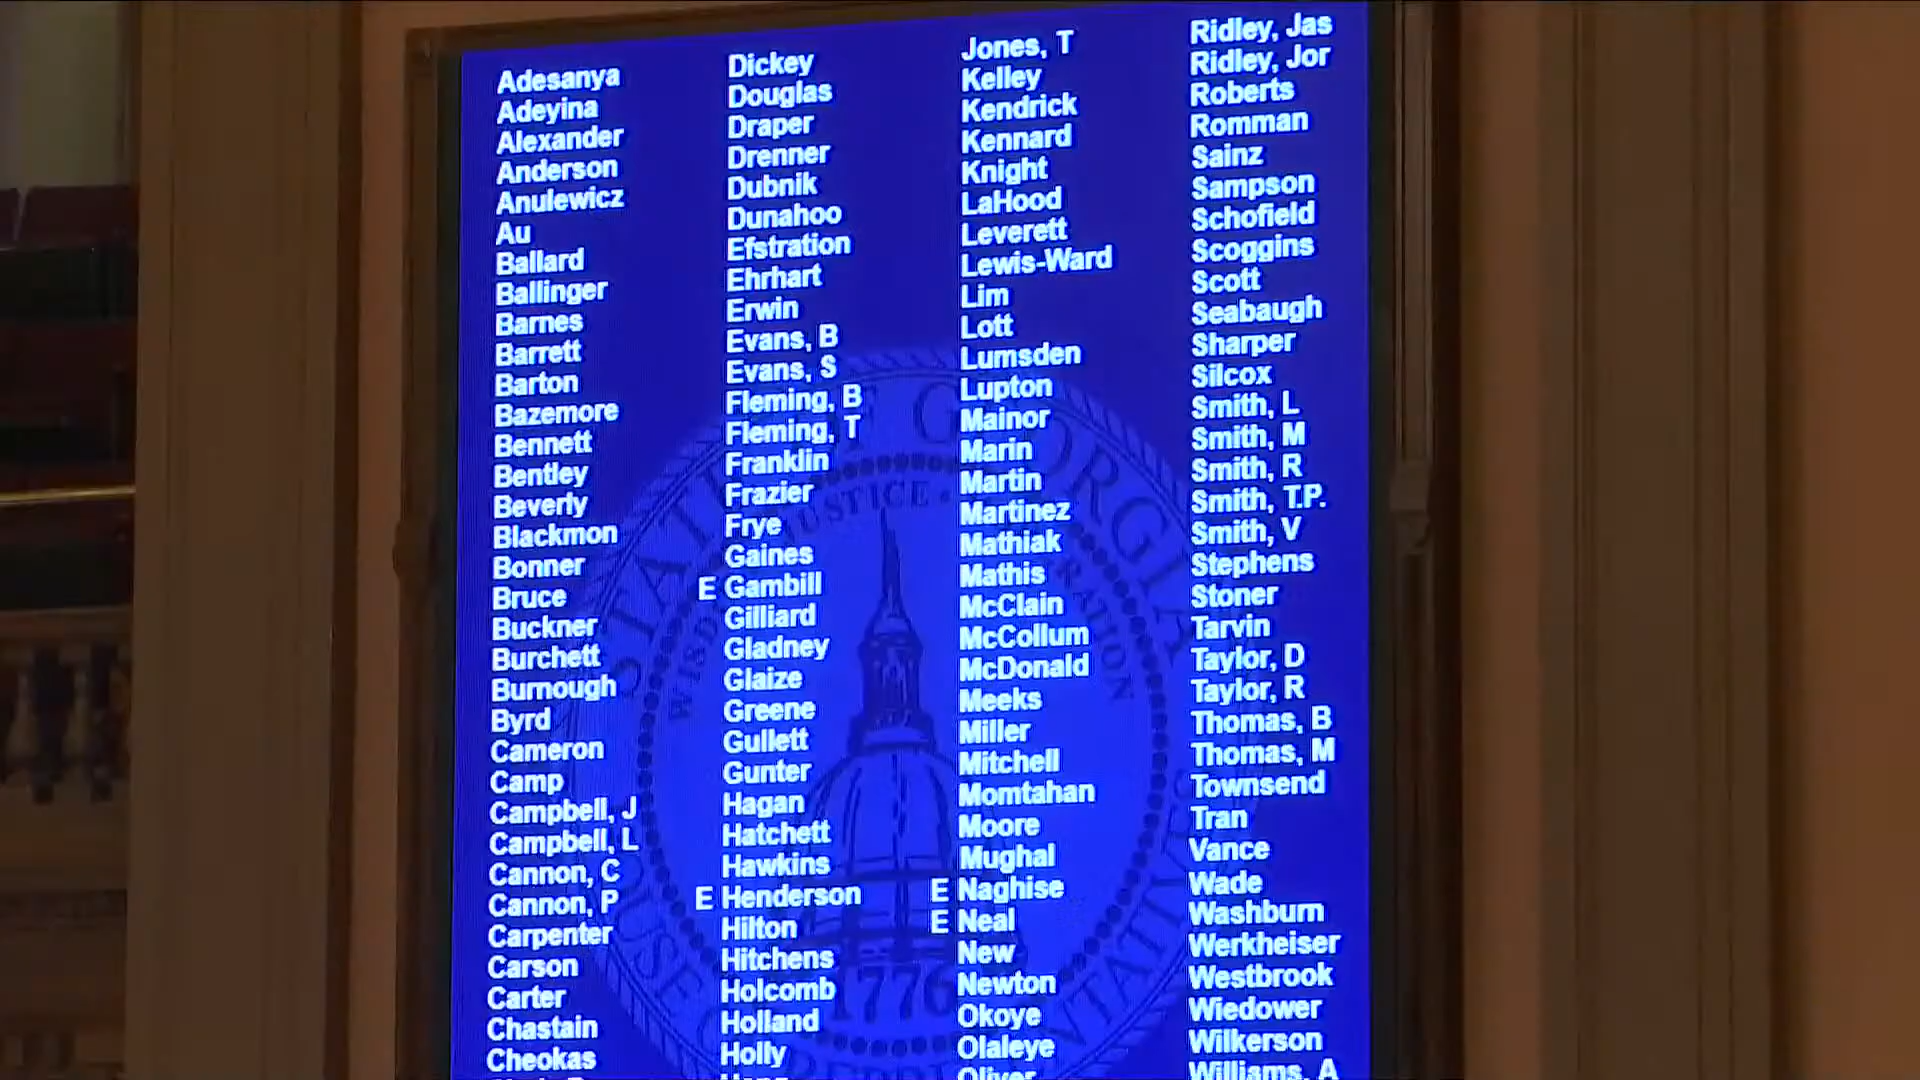 Adesanya
Adeyina
Alexander
Anderson
Anulewicz
Au
Ballard
Ballinger
Barnes
Barrett
Barton
Bazemore
Bennett
Bentley
Beverly
Blackmon
Bonner
Bruce
Buckner
Burchett
Burnough
Byrd
Cameron
Camp
Campbell, J
Campbell, L
Cannon, C
Cannon, P
Carpenter
Carson
Carter
Chastain
Cheokas
Dickey
Douglas
Draper
Drenner
Dubnik
Dunahoo
Efstration
Ehrhart
Erwin
Evans, B
Evans, S
Fleming, B
Fleming, T
Franklin
Frazier
Frye
Gaines
E Gambill
Gilliard
Gladney
Glaize
Greene
Gullett
Gunter
Hagan
Hatchett
Hawkins
E Henderson
Hilton
Hitchens
Holcomb
Holland
Holly
Jones, T
Kelley
Kendrick
Kennard
Knight
LaHood
Leverett
Lewis-Ward
Lim
Lott
Lumsden
Lupton
Mainor
Marin
Martin
Martinez
Mathiak
Mathis
McClain
McCollum
McDonald
Meeks
Miller
Mitchell
Momtahan
Moore
Mughal
E Naghise
E Neal
New
Newton
Okoye
Olaleye
Oliver
Ridley, Jas
Ridley, Jor
Roberts
Romman
Sainz
Sampson
Schofield
Scoggins
Scott
Seabaugh
Sharper
Silcox
Smith, L
Smith, M
Smith, R
Smith, T.P.
Smith, V
Stephens
Stoner
Tarvin
Taylor, D
Taylor, R
Thomas, B
Thomas, M
Townsend
Tran
Vance
Wade
Washburn
Werkheiser
Westbrook
Wiedower
Wilkerson
Williams, A
STATE OF GEORGIA
JUSTICE
1776